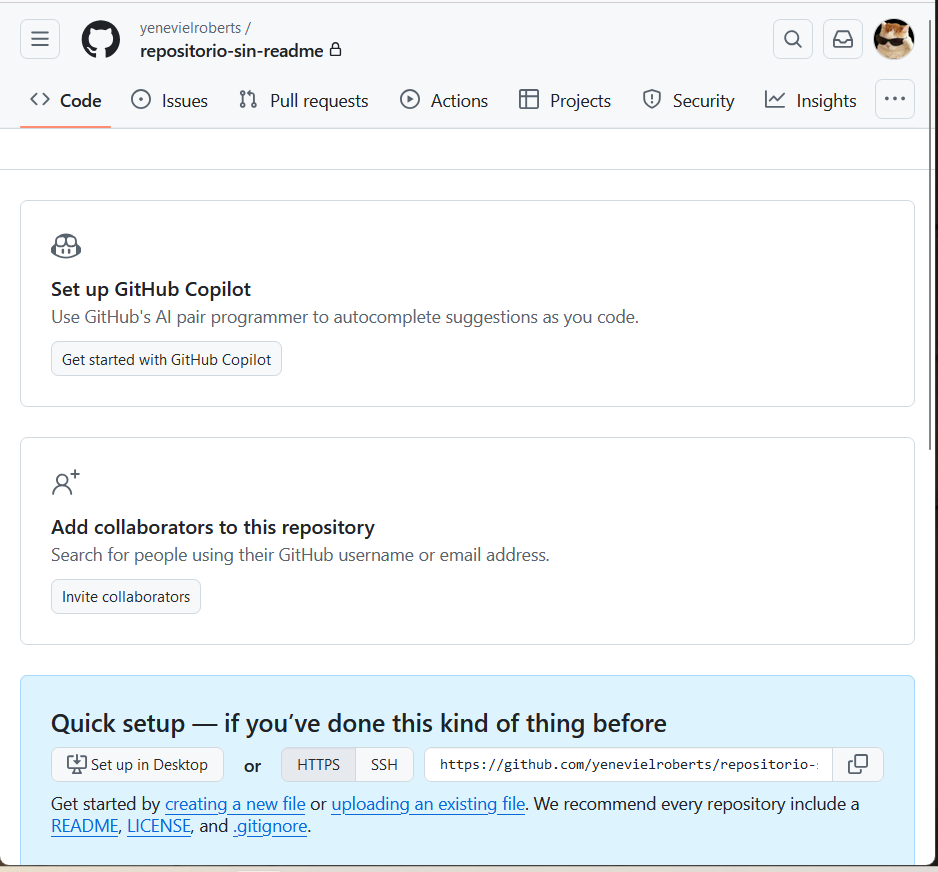 yenevielroberts /
repositorio-sin-readme
Code Issues Pull requests Actions Projects Security Insights
Set up GitHub Copilot
Use GitHub's AI pair programmer to autocomplete suggestions as you code.
Get started with GitHub Copilot
Add collaborators to this repository
Search for people using their GitHub username or email address.
Invite collaborators
Quick setup — if you’ve done this kind of thing before
Set up in Desktop or HTTPS SSH https://github.com/yenevielroberts/repositorio-
Get started by creating a new file or uploading an existing file. We recommend every repository include a
README, LICENSE, and .gitignore.